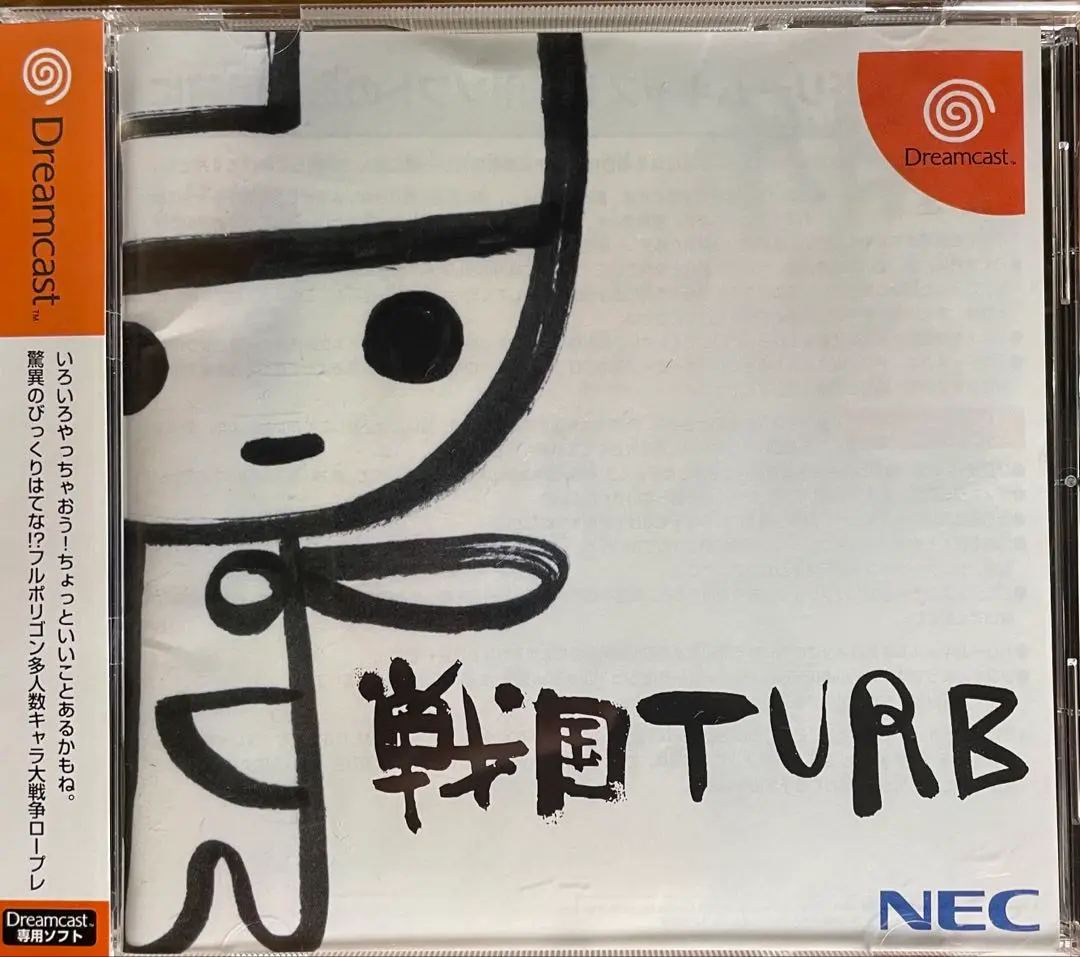 Dreamcast™
いろいろやっちゃおう!ちょっといいことあるかもね。
驚異のびっくりはてな!?フルポリゴン多人数キャラ大戦争ロープレ
Dreamcast™
専用ソフト
Dreamcast™
戦国TURB
NEC